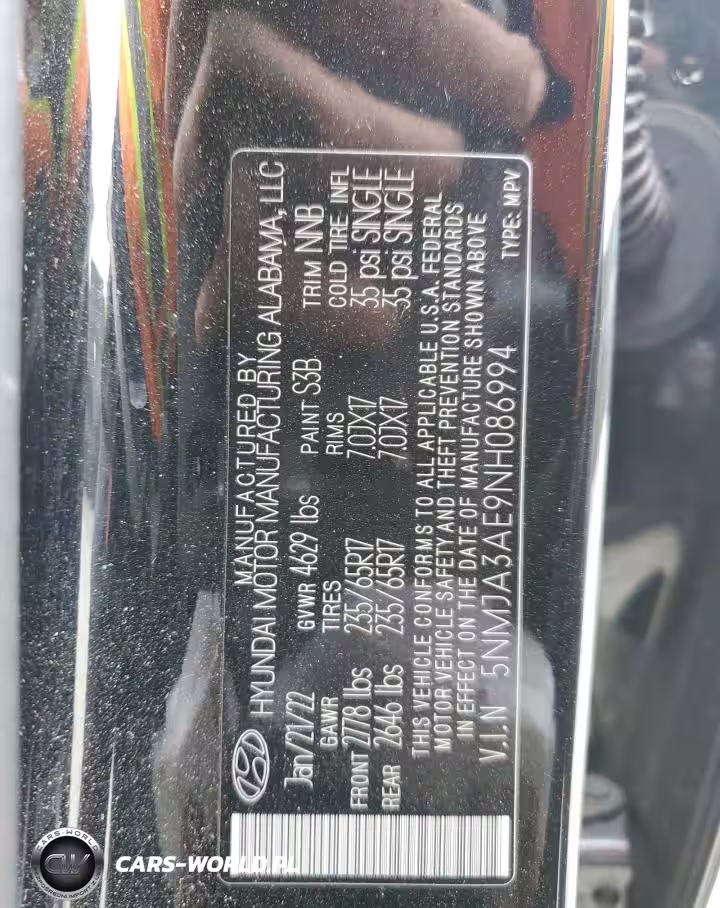 MANUFACTURED BY
HYUNDAI MOTOR MANUFACTURING ALABAMA, LLC
Jan/21/22 GVWR 4629 lbs PAINT S3B TRIM NNB
GAWR TIRES RIMS COLD TIRE INFL
FRONT 2778 lbs 235/65R17 7.0JX17 35 psi SINGLE
REAR 2646 lbs 235/65R17 7.0JX17 35 psi SINGLE
THIS VEHICLE CONFORMS TO ALL APPLICABLE U.S.A. FEDERAL
MOTOR VEHICLE SAFETY AND THEFT PREVENTION STANDARDS
IN EFFECT ON THE DATE OF MANUFACTURE SHOWN ABOVE
V.I.N 5NMJA3AE9NH086994 TYPE: MPV
CARS-WORLD
CW
CARS-WORLD.PL